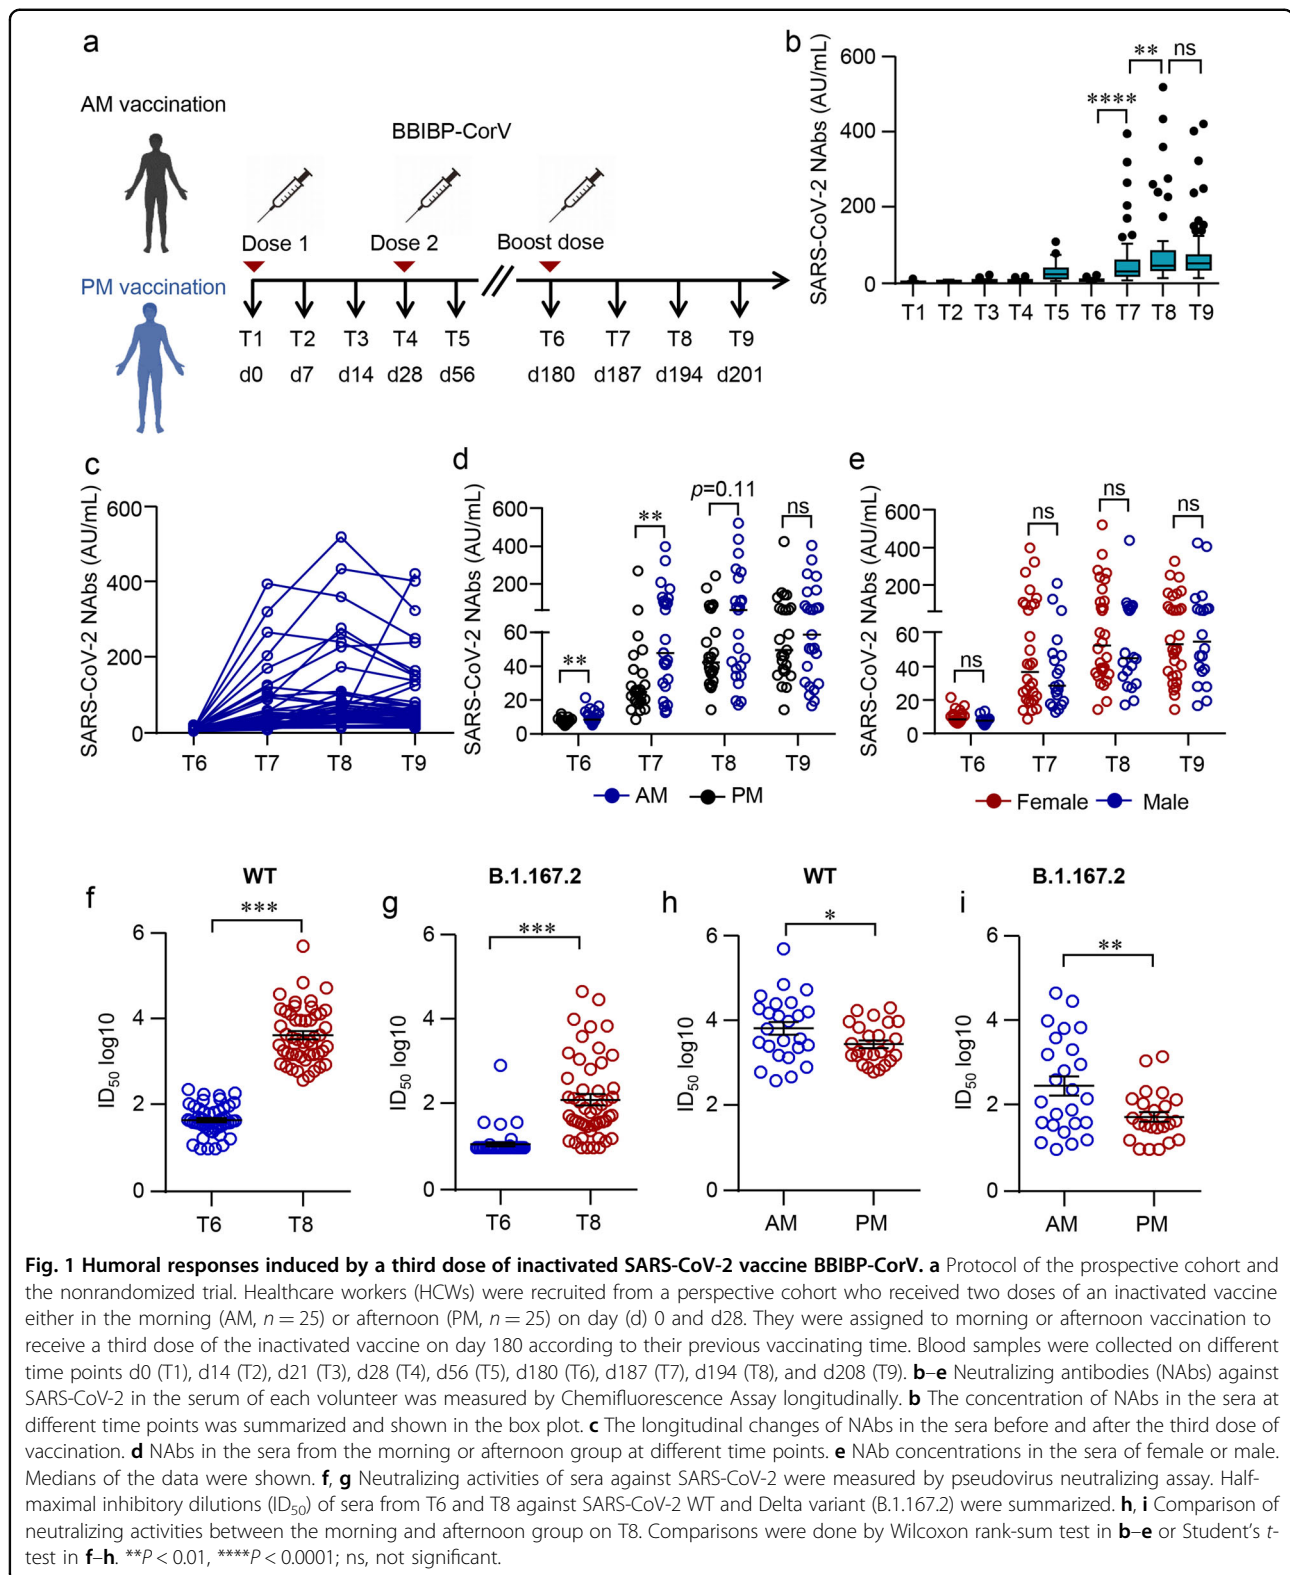 a
AM vaccination
PM vaccination
BBIBP-CorV
Dose 1 Dose 2 Boost dose
T1 T2 T3 T4 T5 T6 T7 T8 T9
d0 d7 d14 d28 d56 d180 d187 d194 d201
b
SARS-CoV-2 NAbs (AU/mL)
600
400
200
0
**** ** ns
T1 T2 T3 T4 T5 T6 T7 T8 T9
c
SARS-CoV-2 NAbs (AU/mL)
600
400
200
0
T6 T7 T8 T9
d
SARS-CoV-2 NAbs (AU/mL)
600
400
200
60
40
20
0
** ** p=0.11 ns
T6 T7 T8 T9
AM PM
e
SARS-CoV-2 NAbs (AU/mL)
600
400
200
60
40
20
0
ns ns ns ns
T6 T7 T8 T9
Female Male
f
WT
***
ID50 log10
6
4
2
0
T6 T8
g
B.1.167.2
***
ID50 log10
6
4
2
0
T6 T8
h
WT
*
ID50 log10
6
4
2
0
AM PM
i
B.1.167.2
**
ID50 log10
6
4
2
0
AM PM
Fig. 1 Humoral responses induced by a third dose of inactivated SARS-CoV-2 vaccine BBIBP-CorV. a Protocol of the prospective cohort and
the nonrandomized trial. Healthcare workers (HCWs) were recruited from a perspective cohort who received two doses of an inactivated vaccine
either in the morning (AM, n = 25) or afternoon (PM, n = 25) on day (d) 0 and d28. They were assigned to morning or afternoon vaccination to
receive a third dose of the inactivated vaccine on day 180 according to their previous vaccinating time. Blood samples were collected on different
time points d0 (T1), d14 (T2), d21 (T3), d28 (T4), d56 (T5), d180 (T6), d187 (T7), d194 (T8), and d208 (T9). b–e Neutralizing antibodies (NAbs) against
SARS-CoV-2 in the serum of each volunteer was measured by Chemifluorescence Assay longitudinally. b The concentration of NAbs in the sera at
different time points was summarized and shown in the box plot. c The longitudinal changes of NAbs in the sera before and after the third dose of
vaccination. d NAbs in the sera from the morning or afternoon group at different time points. e NAb concentrations in the sera of female or male.
Medians of the data were shown. f, g Neutralizing activities of sera against SARS-CoV-2 were measured by pseudovirus neutralizing assay. Half-
maximal inhibitory dilutions (ID50) of sera from T6 and T8 against SARS-CoV-2 WT and Delta variant (B.1.167.2) were summarized. h, i Comparison of
neutralizing activities between the morning and afternoon group on T8. Comparisons were done by Wilcoxon rank-sum test in b–e or Student's t-
test in f–h. **P < 0.01, ****P < 0.0001; ns, not significant.